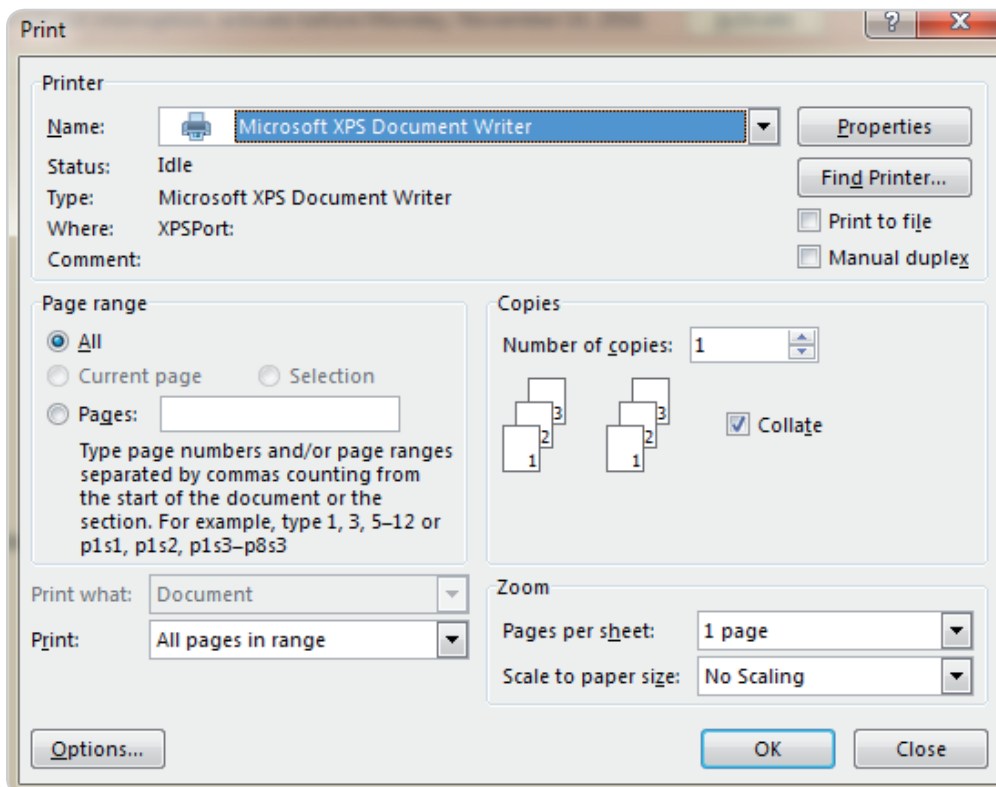 Print
Printer
Name: Microsoft XPS Document Writer Properties
Status: Idle
Find Printer...
Type: Microsoft XPS Document Writer
Where: XPSPort:
Print to file
Comment:
Manual duplex
Page range
All
Current page Selection
Pages:
Type page numbers and/or page ranges
separated by commas counting from
the start of the document or the
section. For example, type 1, 3, 5–12 or
p1s1, p1s2, p1s3–p8s3
Copies
Number of copies: 1
3 3
2 2
1 1
Collate
Print what: Document
Print: All pages in range
Zoom
Pages per sheet: 1 page
Scale to paper size: No Scaling
Options... OK Close